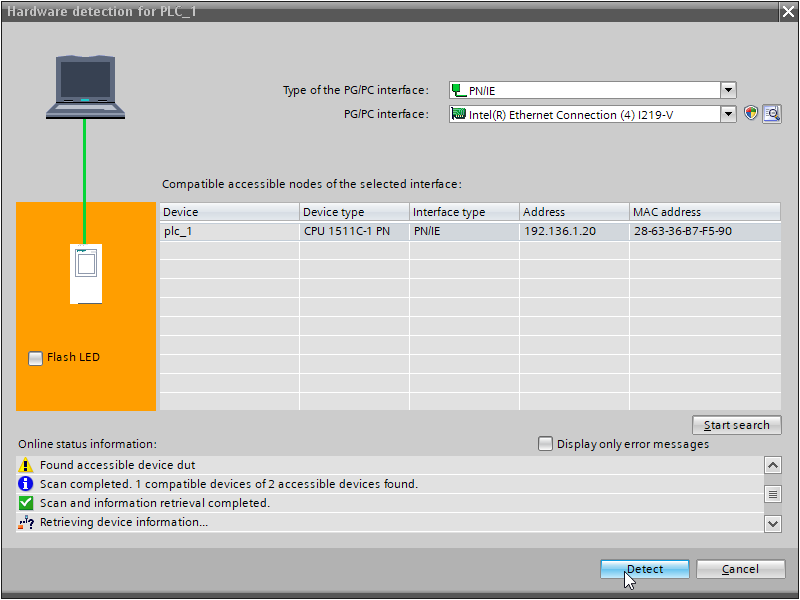 Hardware detection for PLC_1
Type of the PG/PC interface: PN/IE
PG/PC interface: Intel(R) Ethernet Connection (4) I219-V
Compatible accessible nodes of the selected interface:
Device Device type Interface type Address MAC address
plc_1 CPU 1511C-1 PN PN/IE 192.136.1.20 28-63-36-B7-F5-90
Flash LED
Start search
Online status information:
Display only error messages
Found accessible device dut
Scan completed. 1 compatible devices of 2 accessible devices found.
Scan and information retrieval completed.
Retrieving device information...
Detect
Cancel